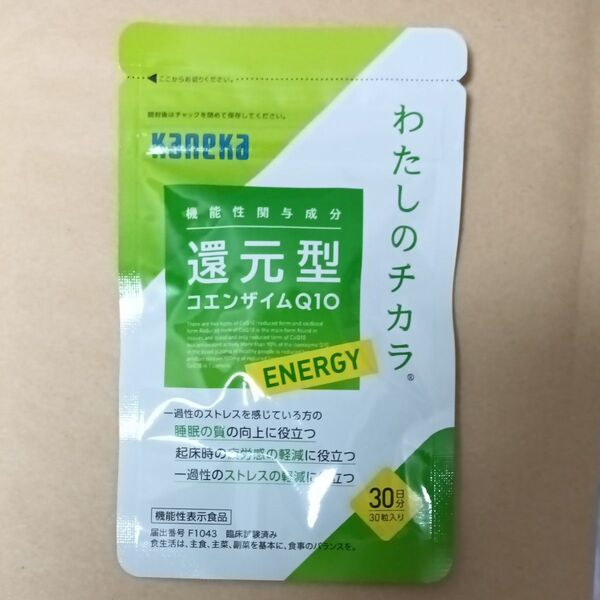 ここからお切りください。
開封後はチャックを閉めて保存してください。
Kaneka
わたしのチカラ®
機能性関与成分
還元型
コエンザイムQ10
ENERGY
一過性のストレスを感じている方の
睡眠の質の向上に役立つ
起床時の疲労感の軽減に役立つ
一過性のストレスの軽減に役立つ
30日分
30粒入り
機能性表示食品
届出番号 F1043 臨床試験済み
食生活は、主食、主菜、副菜を基本に、食事のバランスを。